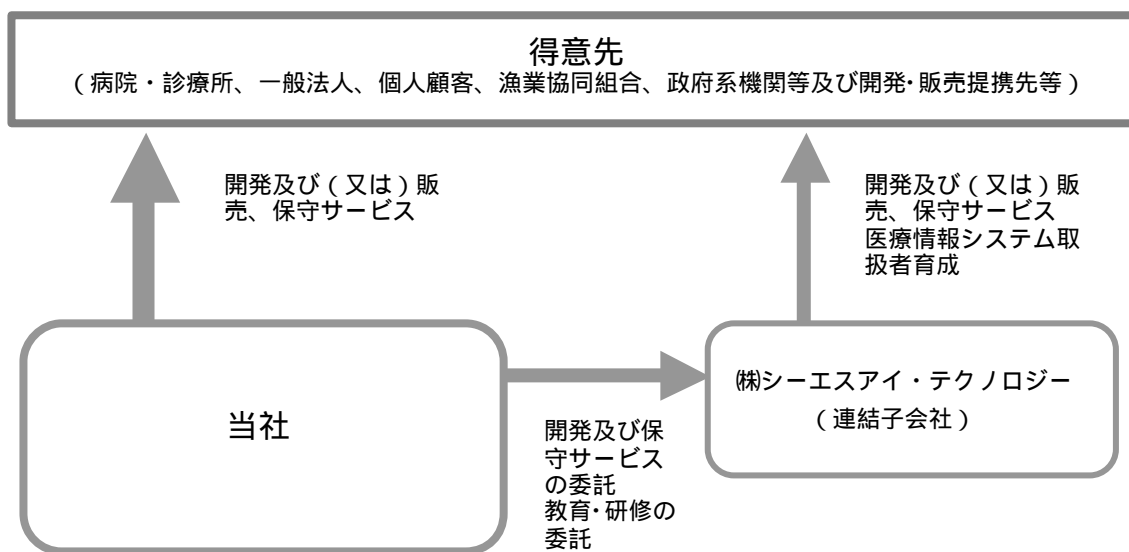 得意先
(病院・診療所、一般法人、個人顧客、漁業協同組合、政府系機関等及び開発・販売提携先等)
開発及び(又は)販
売、保守サービス
開発及び(又は)販
売、保守サービス
医療情報システム取
扱者育成
当社
開発及び保
守サービス
の委託
教育・研修の
委託
㈱シーエスアイ・テクノロジー
(連結子会社)